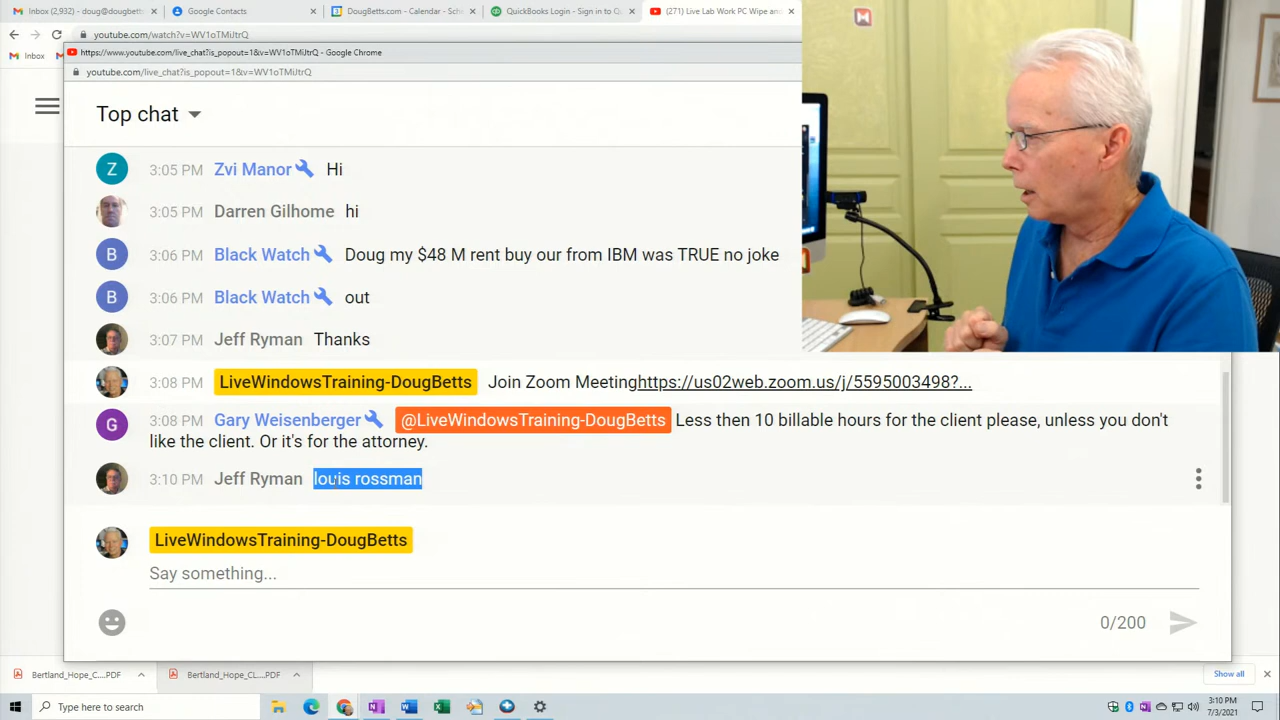 Inbox (2,932) - doug@dougbett
Google Contacts
DougBetts.com - Calendar - Sche
QuickBooks Login - Sign in to Q
(271) Live Lab Work PC Wipe and
youtube.com/watch?v=WV1oTMiJtrQ
Inbox
https://www.youtube.com/live_chat?is_popout=1&v=WV1oTMiJtrQ - Google Chrome
youtube.com/live_chat?is_popout=1&v=WV1oTMiJtrQ
Top chat
Z 3:05 PM Zvi Manor Hi
3:05 PM Darren Gilhome hi
B 3:06 PM Black Watch Doug my $48 M rent buy our from IBM was TRUE no joke
B 3:06 PM Black Watch out
3:07 PM Jeff Ryman Thanks
3:08 PM LiveWindowsTraining-DougBetts Join Zoom Meetinghttps://us02web.zoom.us/j/5595003498?...
G 3:08 PM Gary Weisenberger @LiveWindowsTraining-DougBetts Less then 10 billable hours for the client please, unless you don't
like the client. Or it's for the attorney.
3:10 PM Jeff Ryman louis rossman
LiveWindowsTraining-DougBetts
Say something...
0/200
Bertland_Hope_C....PDF
Bertland_Hope_CL....PDF
Show all
Type here to search
3:10 PM
7/3/2021